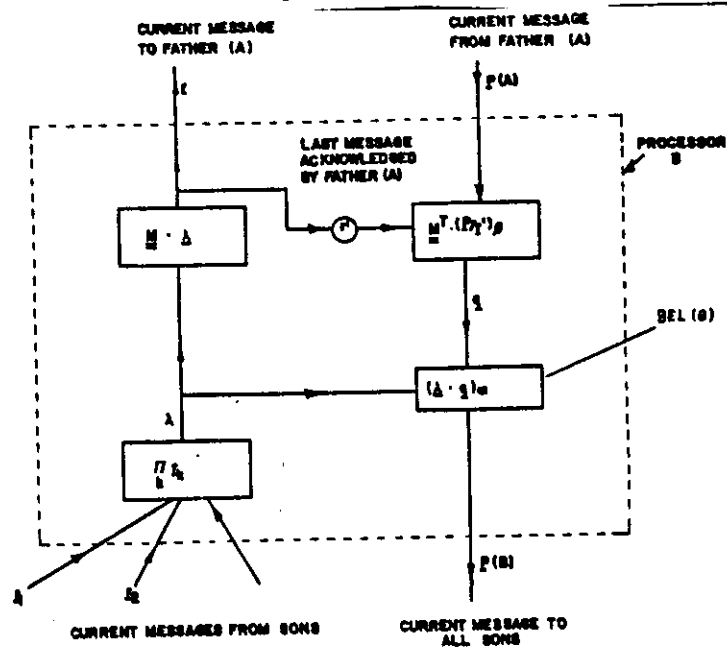 CURRENT MESSAGE
TO FATHER (A)
CURRENT MESSAGE
FROM FATHER (A)
P(A)
LAST MESSAGE
ACKNOWLEDGED
BY FATHER (A)
PROCESSOR
B
M · λ
r'
q
BEL (B)
(λ · q)α
λ
P(B)
CURRENT MESSAGES FROM SONS
CURRENT MESSAGE TO
ALL SONS